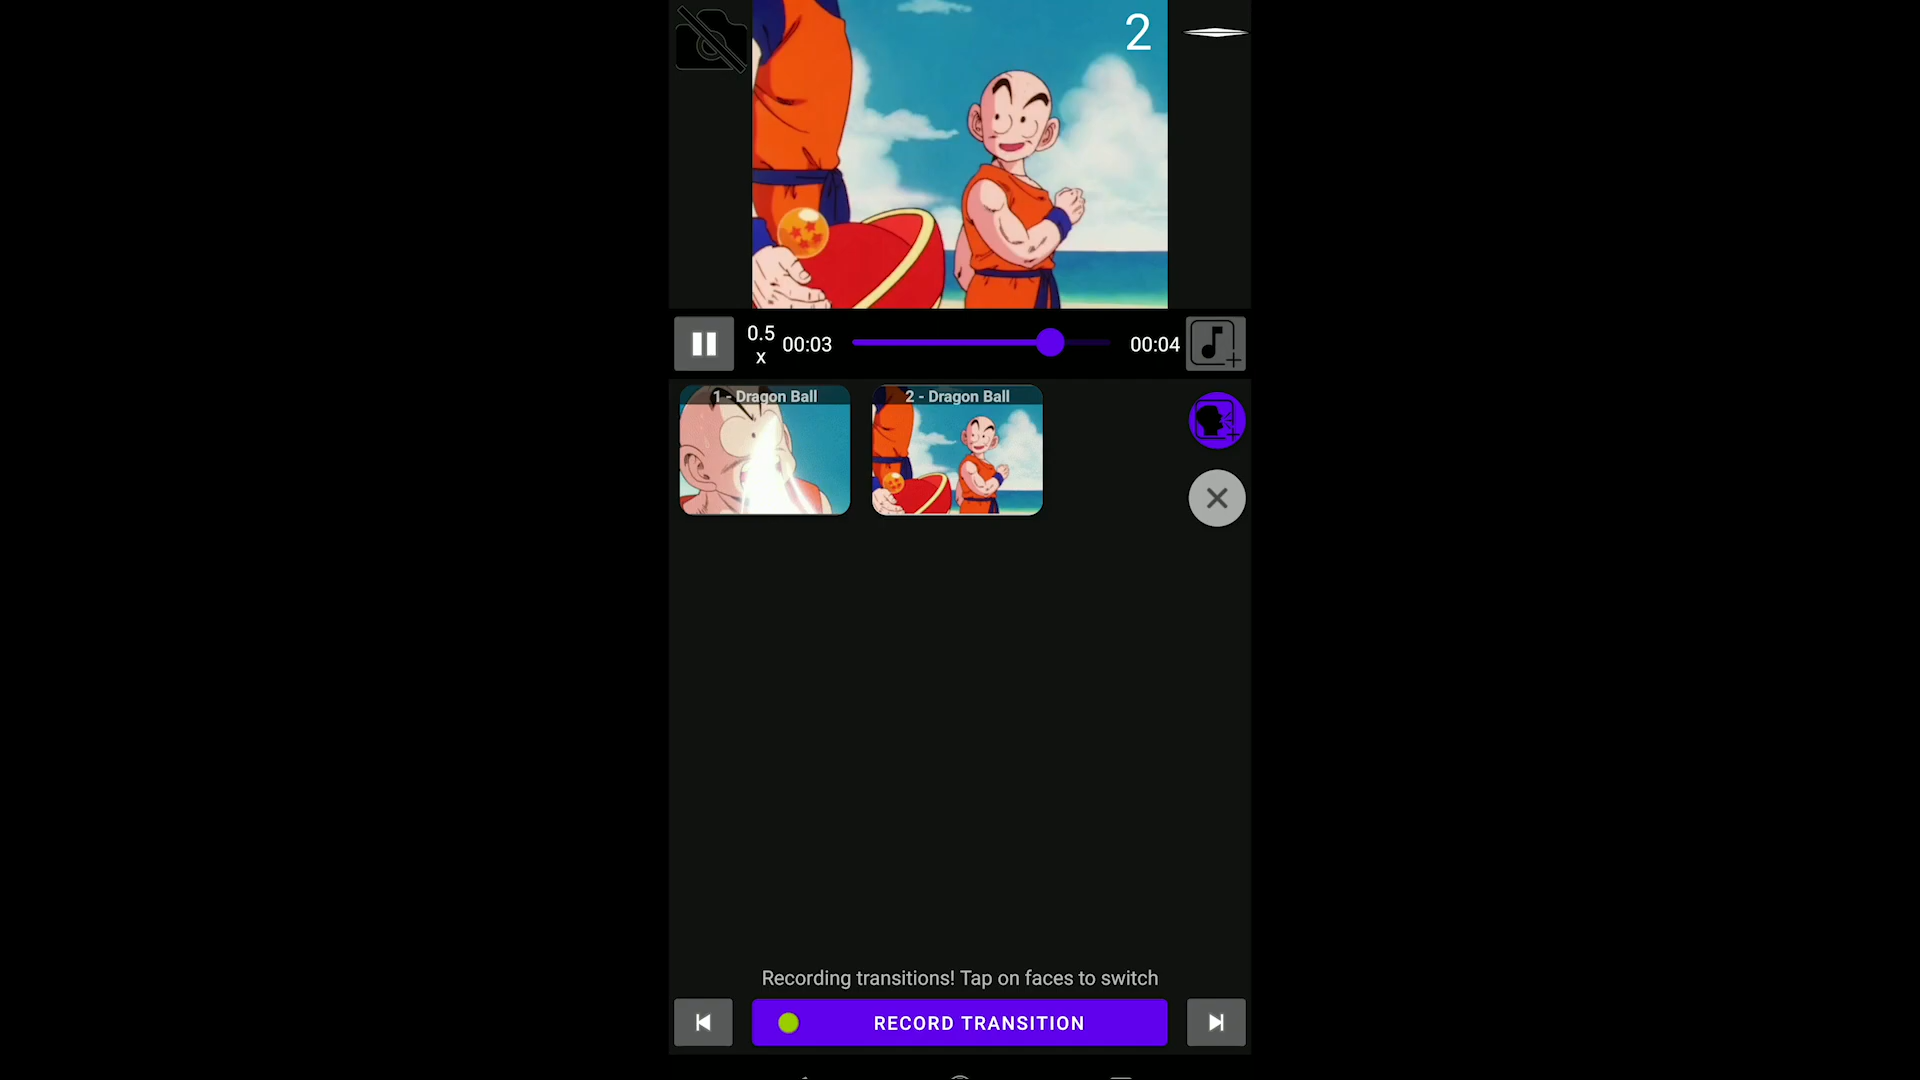 2
0.5
x
00:03
00:04
1 - Dragon Ball
2 - Dragon Ball
Recording transitions! Tap on faces to switch
RECORD TRANSITION